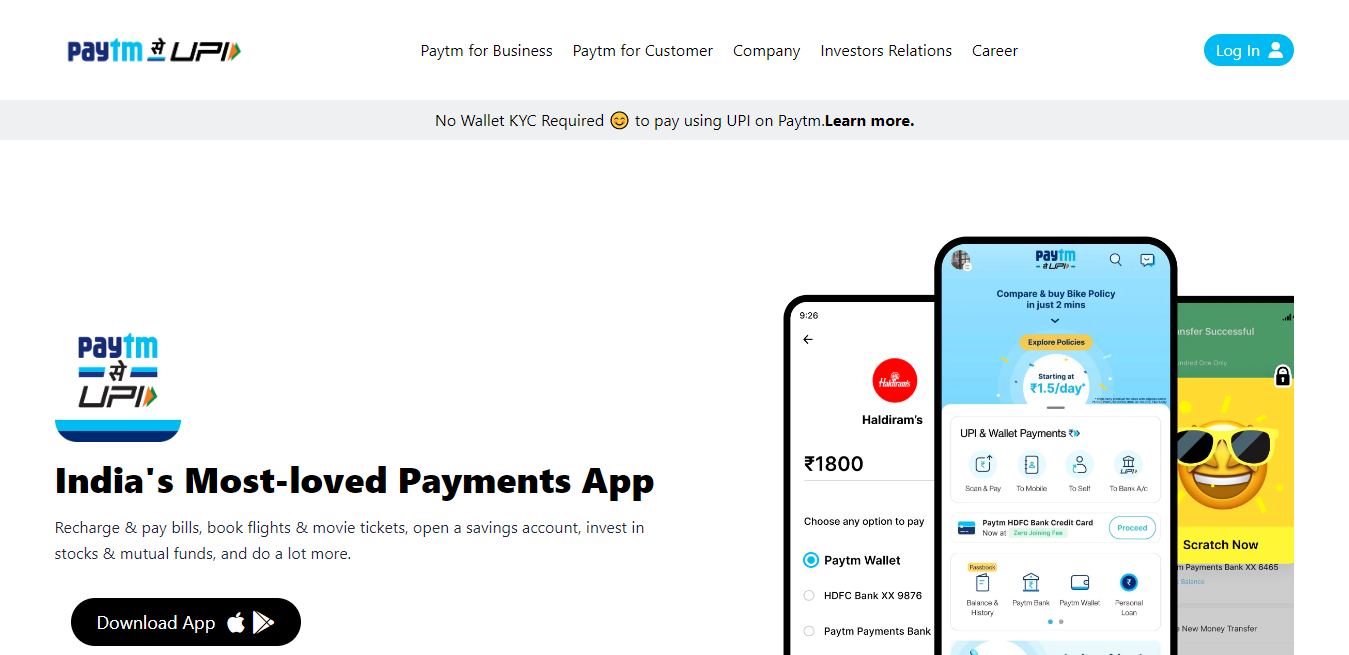 paytm से UPI
Paytm for Business
Paytm for Customer
Company
Investors Relations
Career
Log In
No Wallet KYC Required 😊 to pay using UPI on Paytm.Learn more.
paytm
से
UPI
India's Most-loved Payments App
Recharge & pay bills, book flights & movie tickets, open a savings account, invest in
stocks & mutual funds, and do a lot more.
Download App
9:26
Haldiram's
Haldiram's
₹1800
Choose any option to pay
Paytm Wallet
HDFC Bank XX 9876
Paytm Payments Bank
paytm
से UPI
Compare & buy Bike Policy
in just 2 mins
Explore Policies
Starting at
₹1.5/day*
UPI & Wallet Payments
Scan & Pay
To Mobile
To Self
To Bank A/c
UPI
Paytm HDFC Bank Credit Card
Now at Zero Joining Fee
Proceed
Passbook
Balance &
History
Paytm Bank
Paytm Wallet
Personal
Loan
nsfer Successful
undred One Only
Scratch Now
m Payments Bank XX 6465
Balance
e New Money Transfer